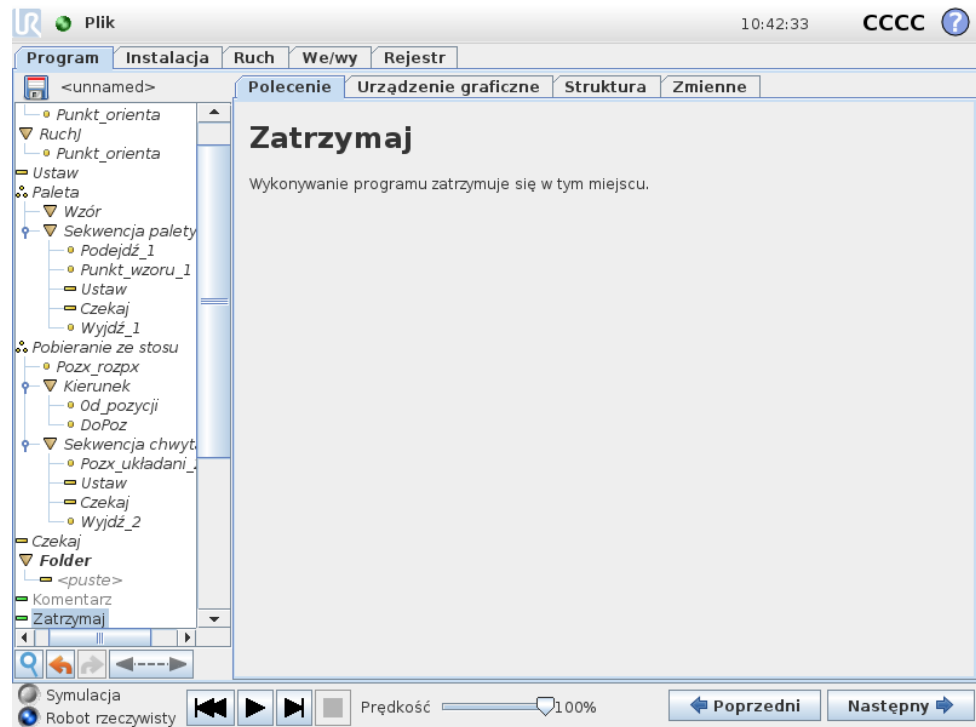 UR Plik 10:42:33 CCCC ?
Program Instalacja Ruch We/wy Rejestr
<unnamed> Polecenie Urządzenie graficzne Struktura Zmienne
Punkt_orienta
RuchJ
Punkt_orienta
Ustaw
Paleta
Wzór
Sekwencja palety
Podejdź_1
Punkt_wzoru_1
Ustaw
Czekaj
Wyjdź_1
Pobieranie ze stosu
Pozx_rozpx
Kierunek
Od_pozycji
DoPoz
Sekwencja chwyt
Pozx_układani_
Ustaw
Czekaj
Wyjdź_2
Czekaj
Folder
<puste>
Komentarz
Zatrzymaj
Zatrzymaj
Wykonywanie programu zatrzymuje się w tym miejscu.
Symulacja
Robot rzeczywisty
Prędkość 100%
Poprzedni Następny